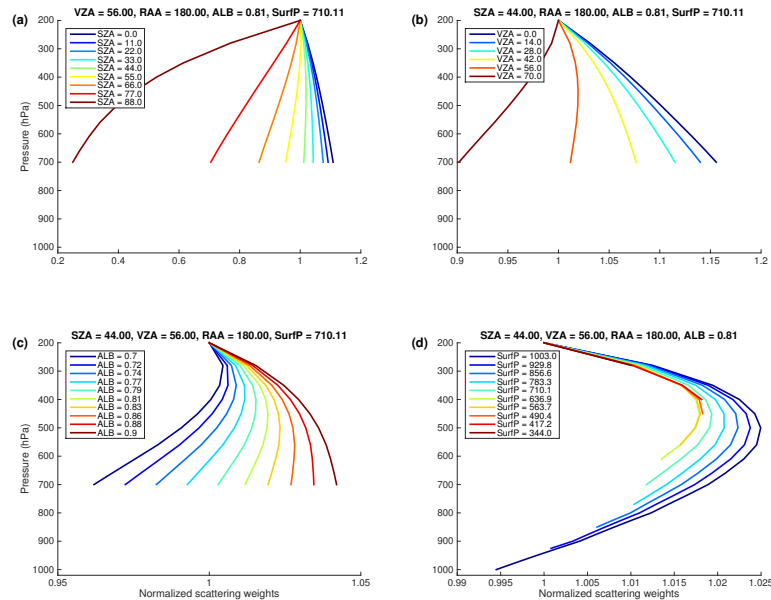 (a)
VZA = 56.00, RAA = 180.00, ALB = 0.81, SurfP = 710.11
SZA = 0.0
SZA = 11.0
SZA = 22.0
SZA = 33.0
SZA = 44.0
SZA = 55.0
SZA = 66.0
SZA = 77.0
SZA = 88.0
Pressure (hPa)
200
300
400
500
600
700
800
900
1000
0.2
0.4
0.6
0.8
1
1.2
(b)
SZA = 44.00, RAA = 180.00, ALB = 0.81, SurfP = 710.11
VZA = 0.0
VZA = 14.0
VZA = 28.0
VZA = 42.0
VZA = 56.0
VZA = 70.0
200
300
400
500
600
700
800
900
1000
0.9
0.95
1
1.05
1.1
1.15
1.2
(c)
SZA = 44.00, VZA = 56.00, RAA = 180.00, SurfP = 710.11
ALB = 0.7
ALB = 0.72
ALB = 0.74
ALB = 0.77
ALB = 0.79
ALB = 0.81
ALB = 0.83
ALB = 0.86
ALB = 0.88
ALB = 0.9
Pressure (hPa)
200
300
400
500
600
700
800
900
1000
0.95
1
1.05
Normalized scattering weights
(d)
SZA = 44.00, VZA = 56.00, RAA = 180.00, ALB = 0.81
SurfP = 1003.0
SurfP = 929.8
SurfP = 856.6
SurfP = 783.3
SurfP = 710.1
SurfP = 636.9
SurfP = 563.7
SurfP = 490.4
SurfP = 417.2
SurfP = 344.0
200
300
400
500
600
700
800
900
1000
0.99
0.995
1
1.005
1.01
1.015
1.02
1.025
Normalized scattering weights